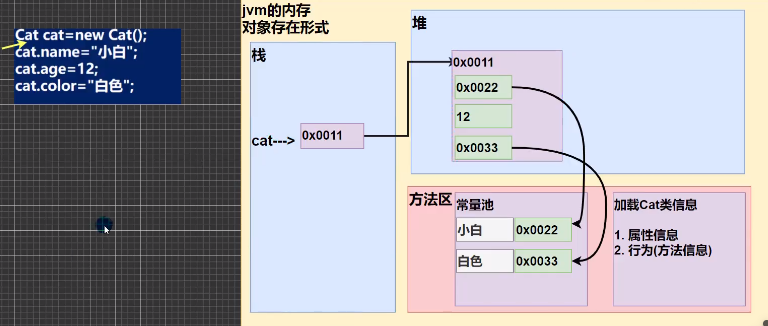 Cat cat=new Cat();
cat.name="小白";
cat.age=12;
cat.color="白色";
jvm的内存
对象存在形式
栈
cat---> 0x0011
堆
0x0011
0x0022
12
0x0033
方法区
常量池
小白 0x0022
白色 0x0033
加载Cat类信息
1. 属性信息
2. 行为(方法信息)